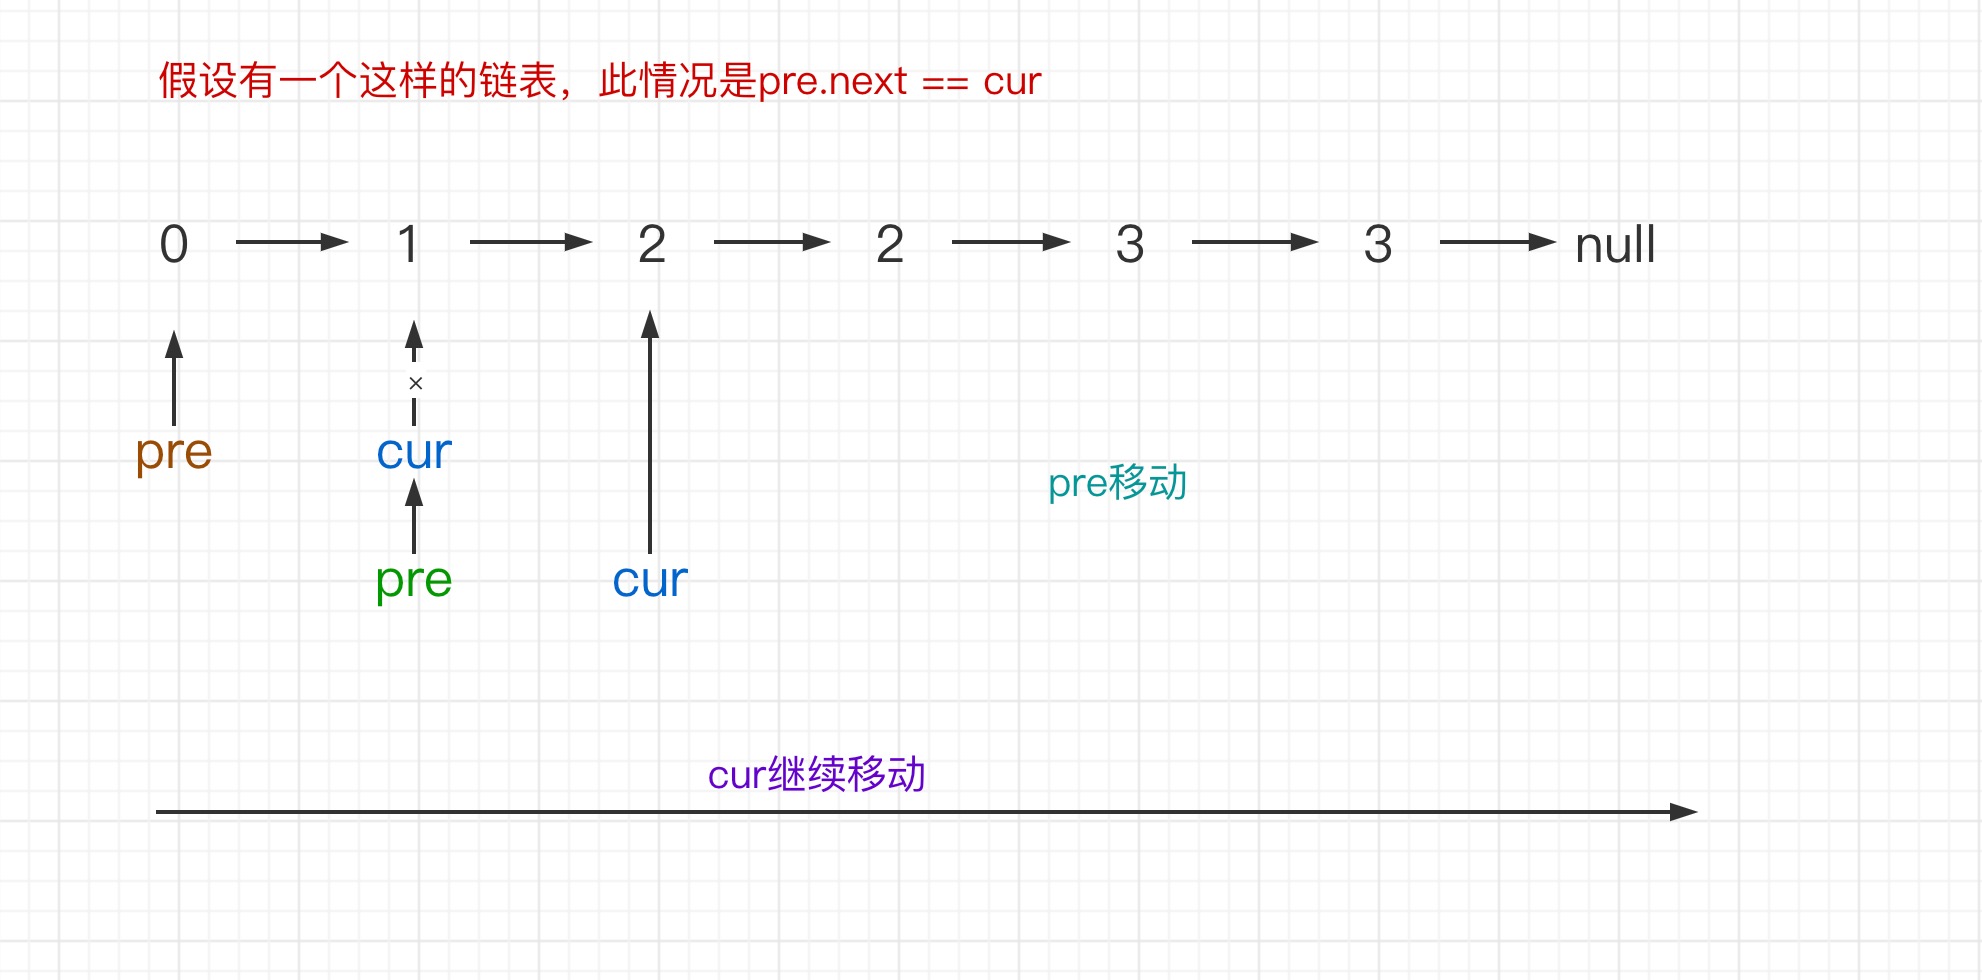 假设有一个这样的链表，此情况是pre.next == cur
0 1 2 2 3 3 null
×
pre cur
pre移动
pre cur
cur继续移动